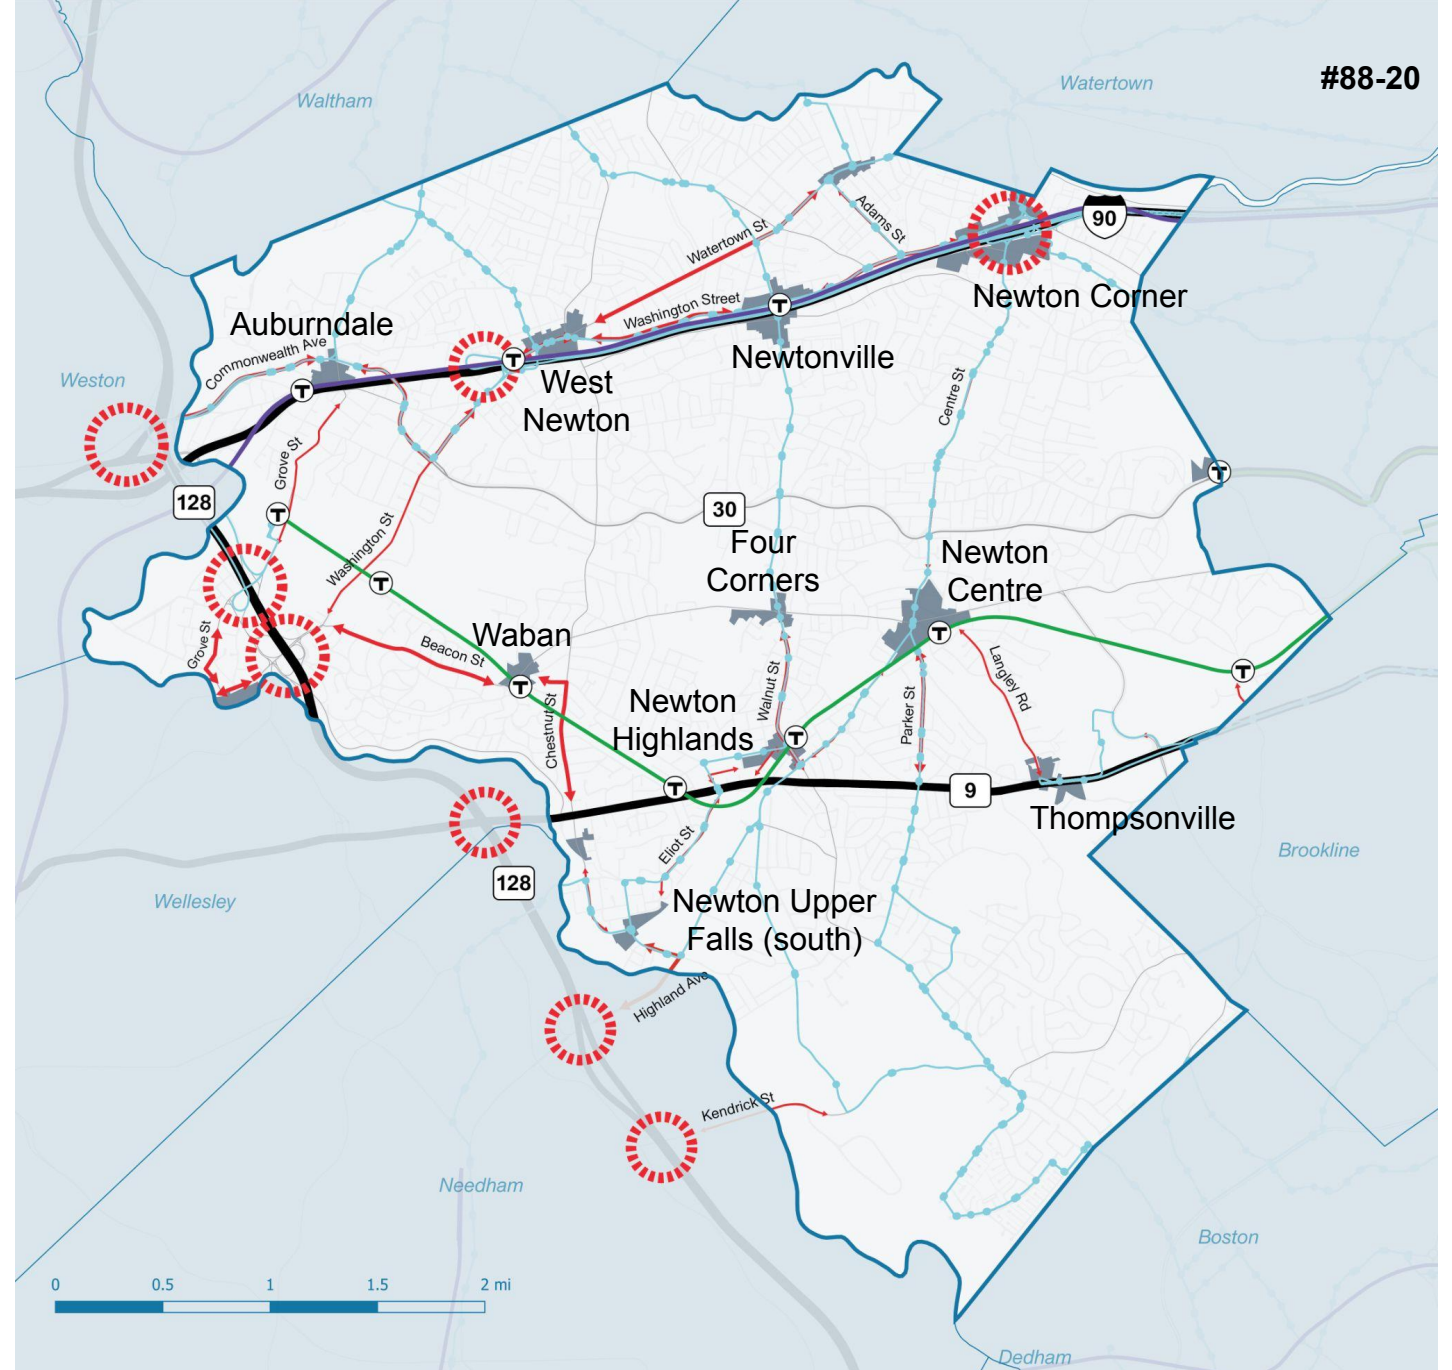 #88-20
Watertown
Waltham
Adams St
90
Watertown St
Newton Corner
Washington Street
Auburndale
Commonwealth Ave
Newtonville
T
T
T
West
Newton
Weston
Centre St
Grove St
T
128
T
30
Washington St
Four
Corners
Newton
Centre
T
Grove St
Beacon St
Waban
T
T
T
Langley Rd
Chestnut St
Newton
Highlands
Walnut St
Parker St
T
T
9
Thompsonville
Eliot St
Brookline
128
Wellesley
Newton Upper
Falls (south)
Highland Ave
Kendrick St
Needham
Boston
0 0.5 1 1.5 2 mi
Dedham